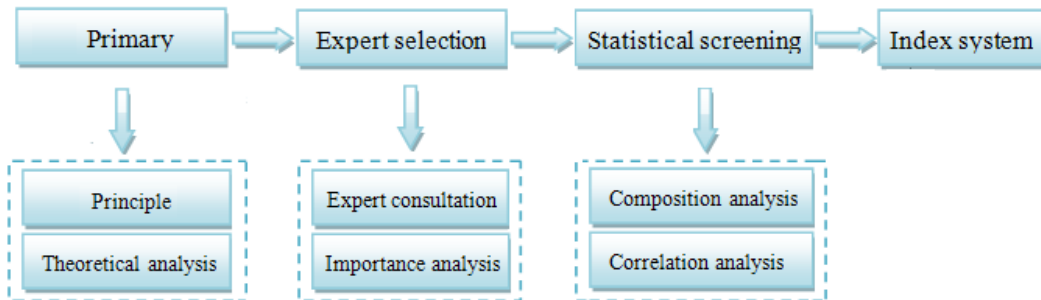 Primary
Expert selection
Statistical screening
Index system
Principle
Theoretical analysis
Expert consultation
Importance analysis
Composition analysis
Correlation analysis